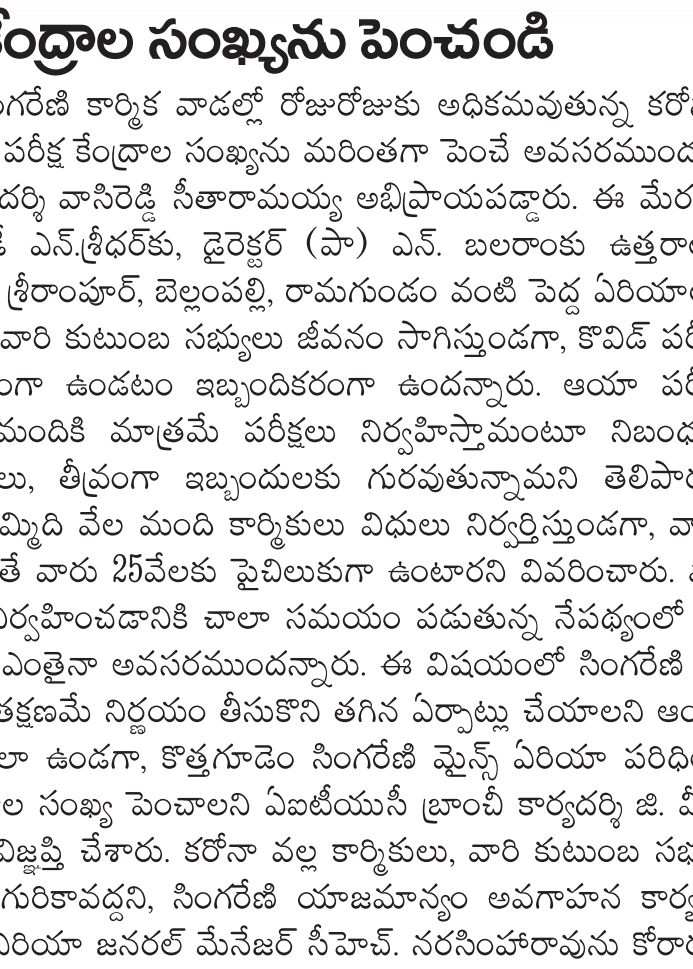 కేంద్రాల సంఖ్యను పెంచండి
గరేణి కార్మిక వాడల్లో రోజురోజుకు అధికమవుతున్న కరో
పరీక్ష కేంద్రాల సంఖ్యను మరింతగా పెంచే అవసరముంద
దర్శి వాసిరెడ్డి సీతారామయ్య అభిప్రాయపడ్డారు. ఈ మేర
ఎన్.శ్రీధర్‌కు, డైరెక్టర్ (పా) ఎన్. బలరాంకు ఉత్తరా
శ్రీరాంపూర్, బెల్లంపల్లి, రామగుండం వంటి పెద్ద ఏరియా
వారి కుటుంబ సభ్యులు జీవనం సాగిస్తుండగా, కొవిడ్ పరీ
ంగా ఉండటం ఇబ్బందికరంగా ఉందన్నారు. ఆయా పరీ
మందికి మాత్రమే పరీక్షలు నిర్వహిస్తామంటూ నిబంధ
లు, తీవ్రంగా ఇబ్బందులకు గురవుతున్నామని తెలిపార
మ్మిది వేల మంది కార్మికులు విధులు నిర్వర్తిస్తుండగా, వా
తే వారు 25వేలకు పైచిలుకుగా ఉంటారని వివరించారు.
ర్వహించడానికి చాలా సమయం పడుతున్న నేపథ్యంలో
ఎంతైనా అవసరముందన్నారు. ఈ విషయంలో సింగరేణి
తక్షణమే నిర్ణయం తీసుకొని తగిన ఏర్పాట్లు చేయాలని ఆ
లా ఉండగా, కొత్తగూడెం సింగరేణి మైన్స్ ఏరియా పరిధి
ల సంఖ్య పెంచాలని ఏఐటీయుసీ బ్రాంచీ కార్యదర్శి జి. వీ
విజ్ఞప్తి చేశారు. కరోనా వల్ల కార్మికులు, వారి కుటుంబ సభ
గురికావద్దని, సింగరేణి యాజమాన్యం అవగాహన కార్య
ఏరియా జనరల్ మేనేజర్ సీహెచ్. నరసింహారావును కోరా